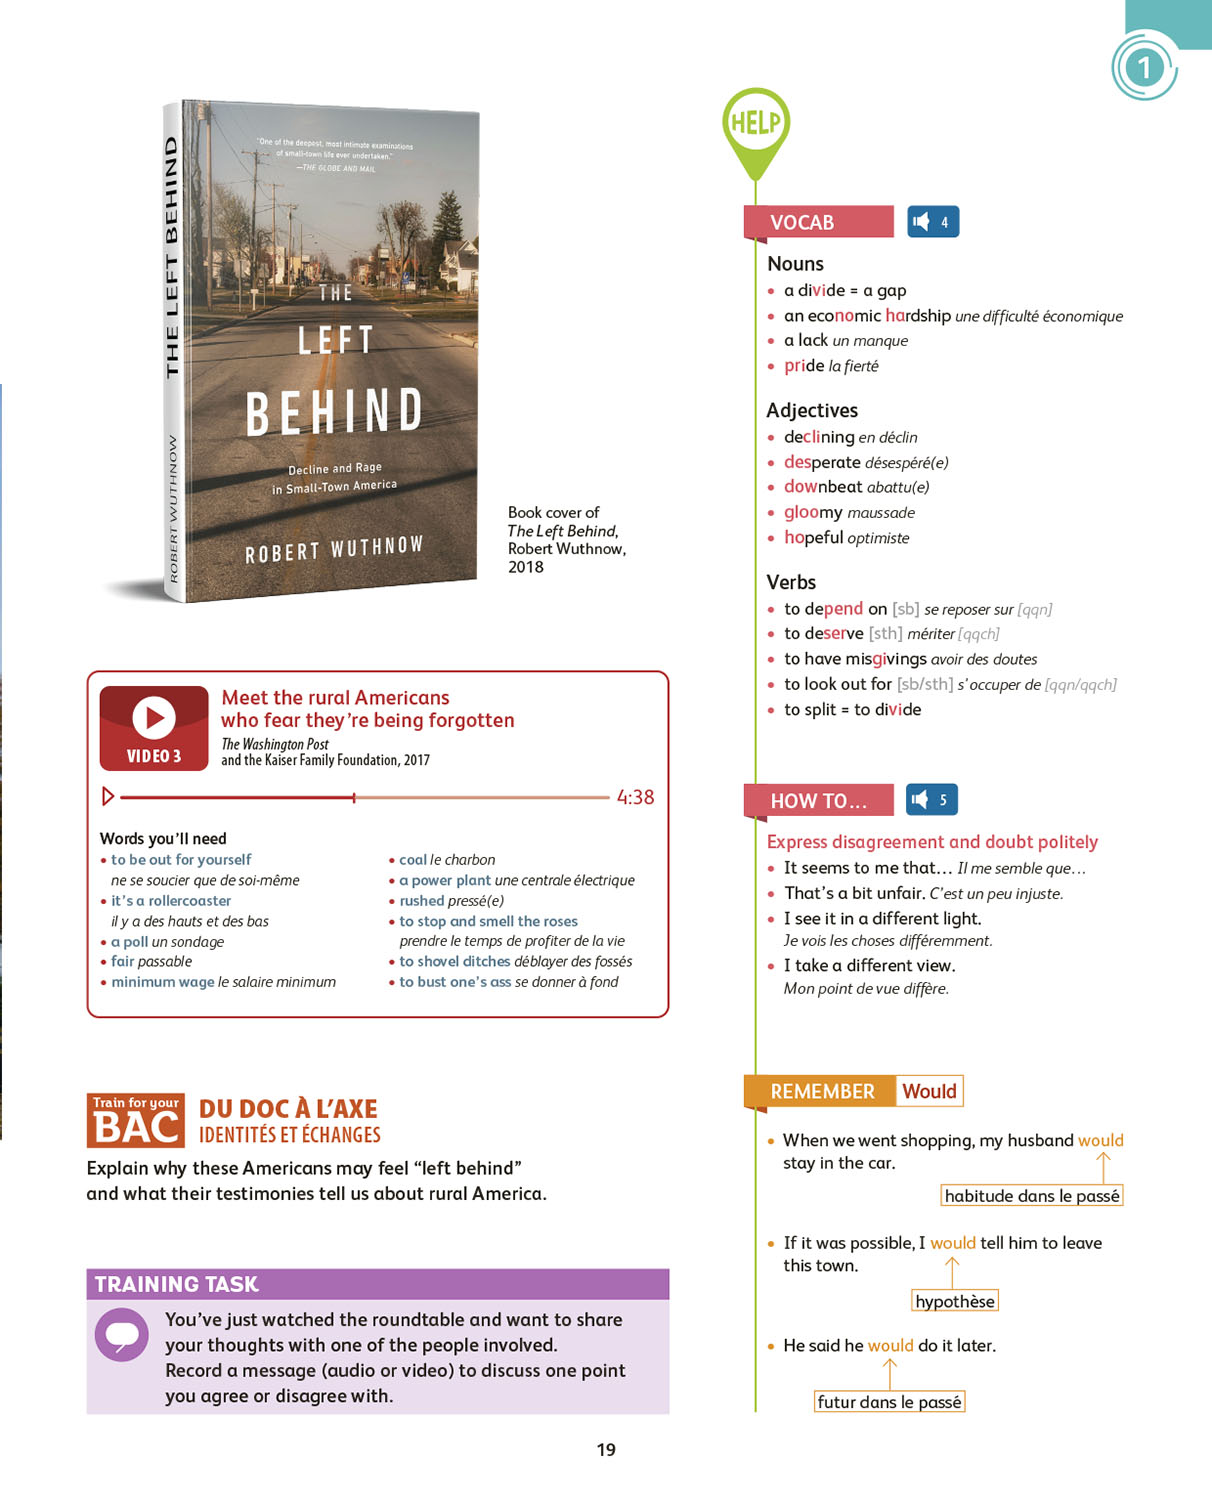 1
THE LEFT BEHIND
ROBERT WUTHNOW
"One of the deepest, most intimate examinations
of small-town life ever undertaken."
—THE GLOBE AND MAIL
THE
LEFT
BEHIND
Decline and Rage
in Small-Town America
ROBERT WUTHNOW
Book cover of
The Left Behind,
Robert Wuthnow,
2018
VIDEO 3
Meet the rural Americans
who fear they're being forgotten
The Washington Post
and the Kaiser Family Foundation, 2017
4:38
Words you'll need
• to be out for yourself
ne se soucier que de soi-même
• it's a rollercoaster
il y a des hauts et des bas
• a poll un sondage
• fair passable
• minimum wage le salaire minimum
• coal le charbon
• a power plant une centrale électrique
• rushed pressé(e)
• to stop and smell the roses
prendre le temps de profiter de la vie
• to shovel ditches déblayer des fossés
• to bust one's ass se donner à fond
Train for your
BAC
DU DOC À L'AXE
IDENTITÉS ET ÉCHANGES
Explain why these Americans may feel "left behind"
and what their testimonies tell us about rural America.
TRAINING TASK
You've just watched the roundtable and want to share
your thoughts with one of the people involved.
Record a message (audio or video) to discuss one point
you agree or disagree with.
HELP
VOCAB
4
Nouns
• a divide = a gap
• an economic hardship une difficulté économique
• a lack un manque
• pride la fierté
Adjectives
• declining en déclin
• desperate désespéré(e)
• downbeat abattu(e)
• gloomy maussade
• hopeful optimiste
Verbs
• to depend on [sb] se reposer sur [qqn]
• to deserve [sth] mériter [qqch]
• to have misgivings avoir des doutes
• to look out for [sb/sth] s'occuper de [qqn/qqch]
• to split = to divide
HOW TO...
5
Express disagreement and doubt politely
• It seems to me that... Il me semble que...
• That's a bit unfair. C'est un peu injuste.
• I see it in a different light.
Je vois les choses différemment.
• I take a different view.
Mon point de vue diffère.
REMEMBER Would
• When we went shopping, my husband would
stay in the car.
habitude dans le passé
• If it was possible, I would tell him to leave
this town.
hypothèse
• He said he would do it later.
futur dans le passé
19